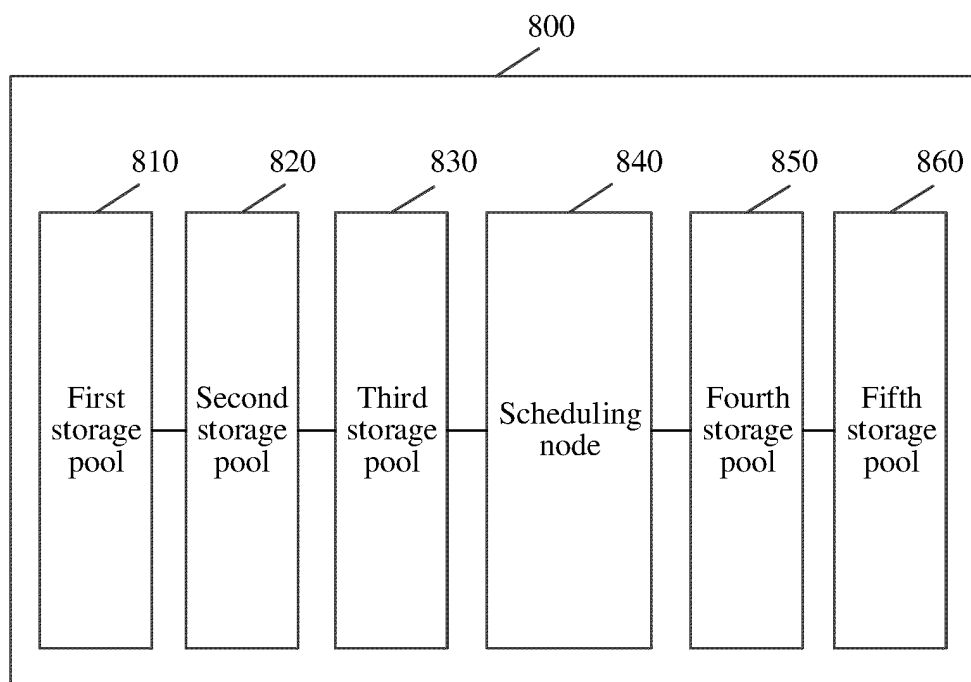 800
810 820 830 840 850 860
First storage pool
Second storage pool
Third storage pool
Scheduling node
Fourth storage pool
Fifth storage pool